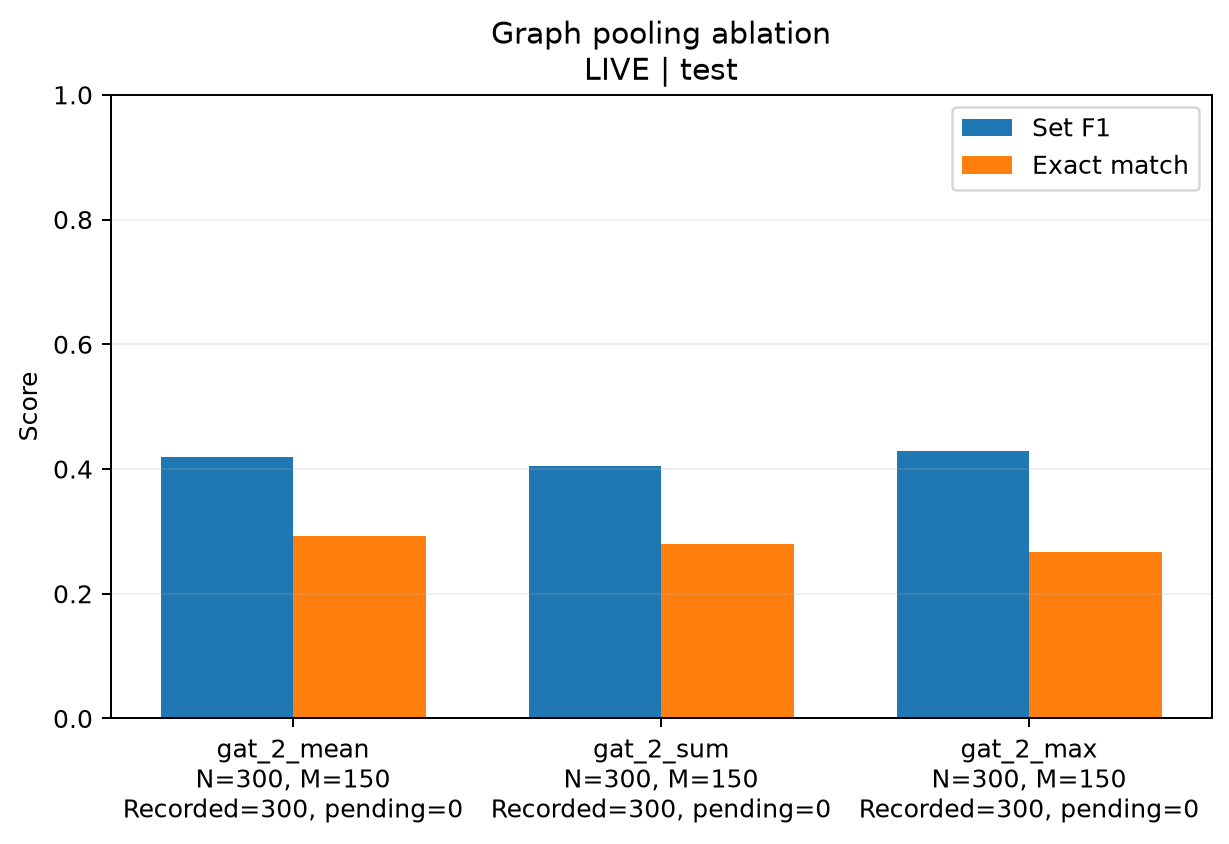 Graph pooling ablation
LIVE | test
Set F1
Exact match
Score
1.0
0.8
0.6
0.4
0.2
0.0
gat_2_mean
N=300, M=150
Recorded=300, pending=0
gat_2_sum
N=300, M=150
Recorded=300, pending=0
gat_2_max
N=300, M=150
Recorded=300, pending=0